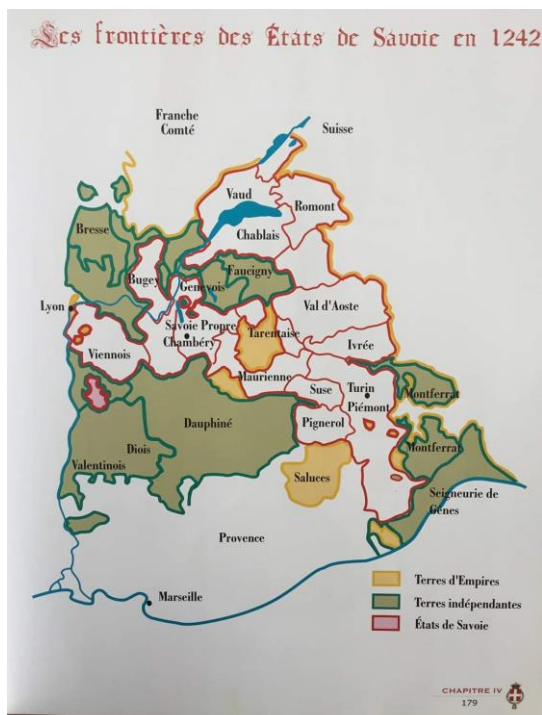 Les frontières des États de Savoie en 1242
Franche
Comté
Suisse
Vaud
Romont
Bresse
Chablais
Bugey
Faucigny
Genevois
Lyon
Val d'Aoste
Savoie Propre
Tarentaise
Chambéry
Viennois
Ivrée
Maurienne
Suse
Turin
Montferrat
Piémont
Dauphiné
Pignerol
Diois
Montferrat
Valentinois
Saluces
Seigneurie de
Gênes
Provence
Marseille
Terres d'Empires
Terres indépendantes
États de Savoie
CHAPITRE IV
179